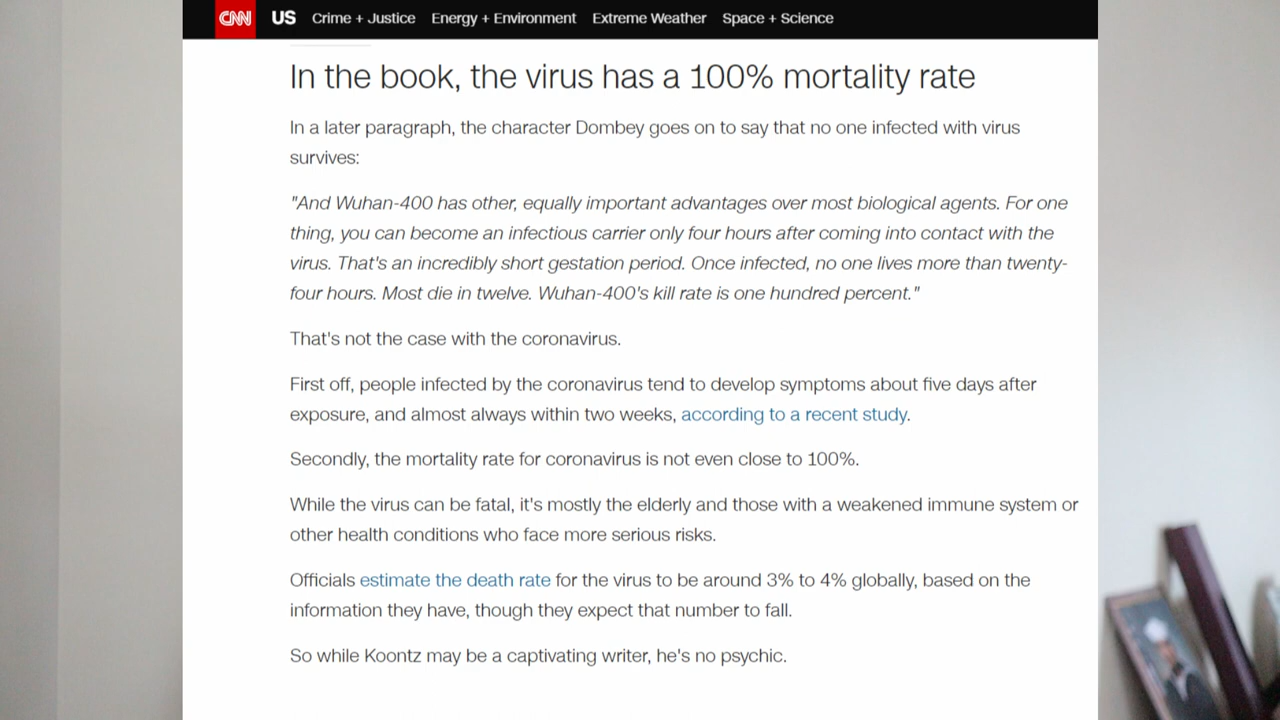 CNN US Crime + Justice Energy + Environment Extreme Weather Space + Science
In the book, the virus has a 100% mortality rate
In a later paragraph, the character Dombey goes on to say that no one infected with virus
survives:
"And Wuhan-400 has other, equally important advantages over most biological agents. For one
thing, you can become an infectious carrier only four hours after coming into contact with the
virus. That's an incredibly short gestation period. Once infected, no one lives more than twenty-
four hours. Most die in twelve. Wuhan-400's kill rate is one hundred percent."
That's not the case with the coronavirus.
First off, people infected by the coronavirus tend to develop symptoms about five days after
exposure, and almost always within two weeks, according to a recent study.
Secondly, the mortality rate for coronavirus is not even close to 100%.
While the virus can be fatal, it's mostly the elderly and those with a weakened immune system or
other health conditions who face more serious risks.
Officials estimate the death rate for the virus to be around 3% to 4% globally, based on the
information they have, though they expect that number to fall.
So while Koontz may be a captivating writer, he's no psychic.